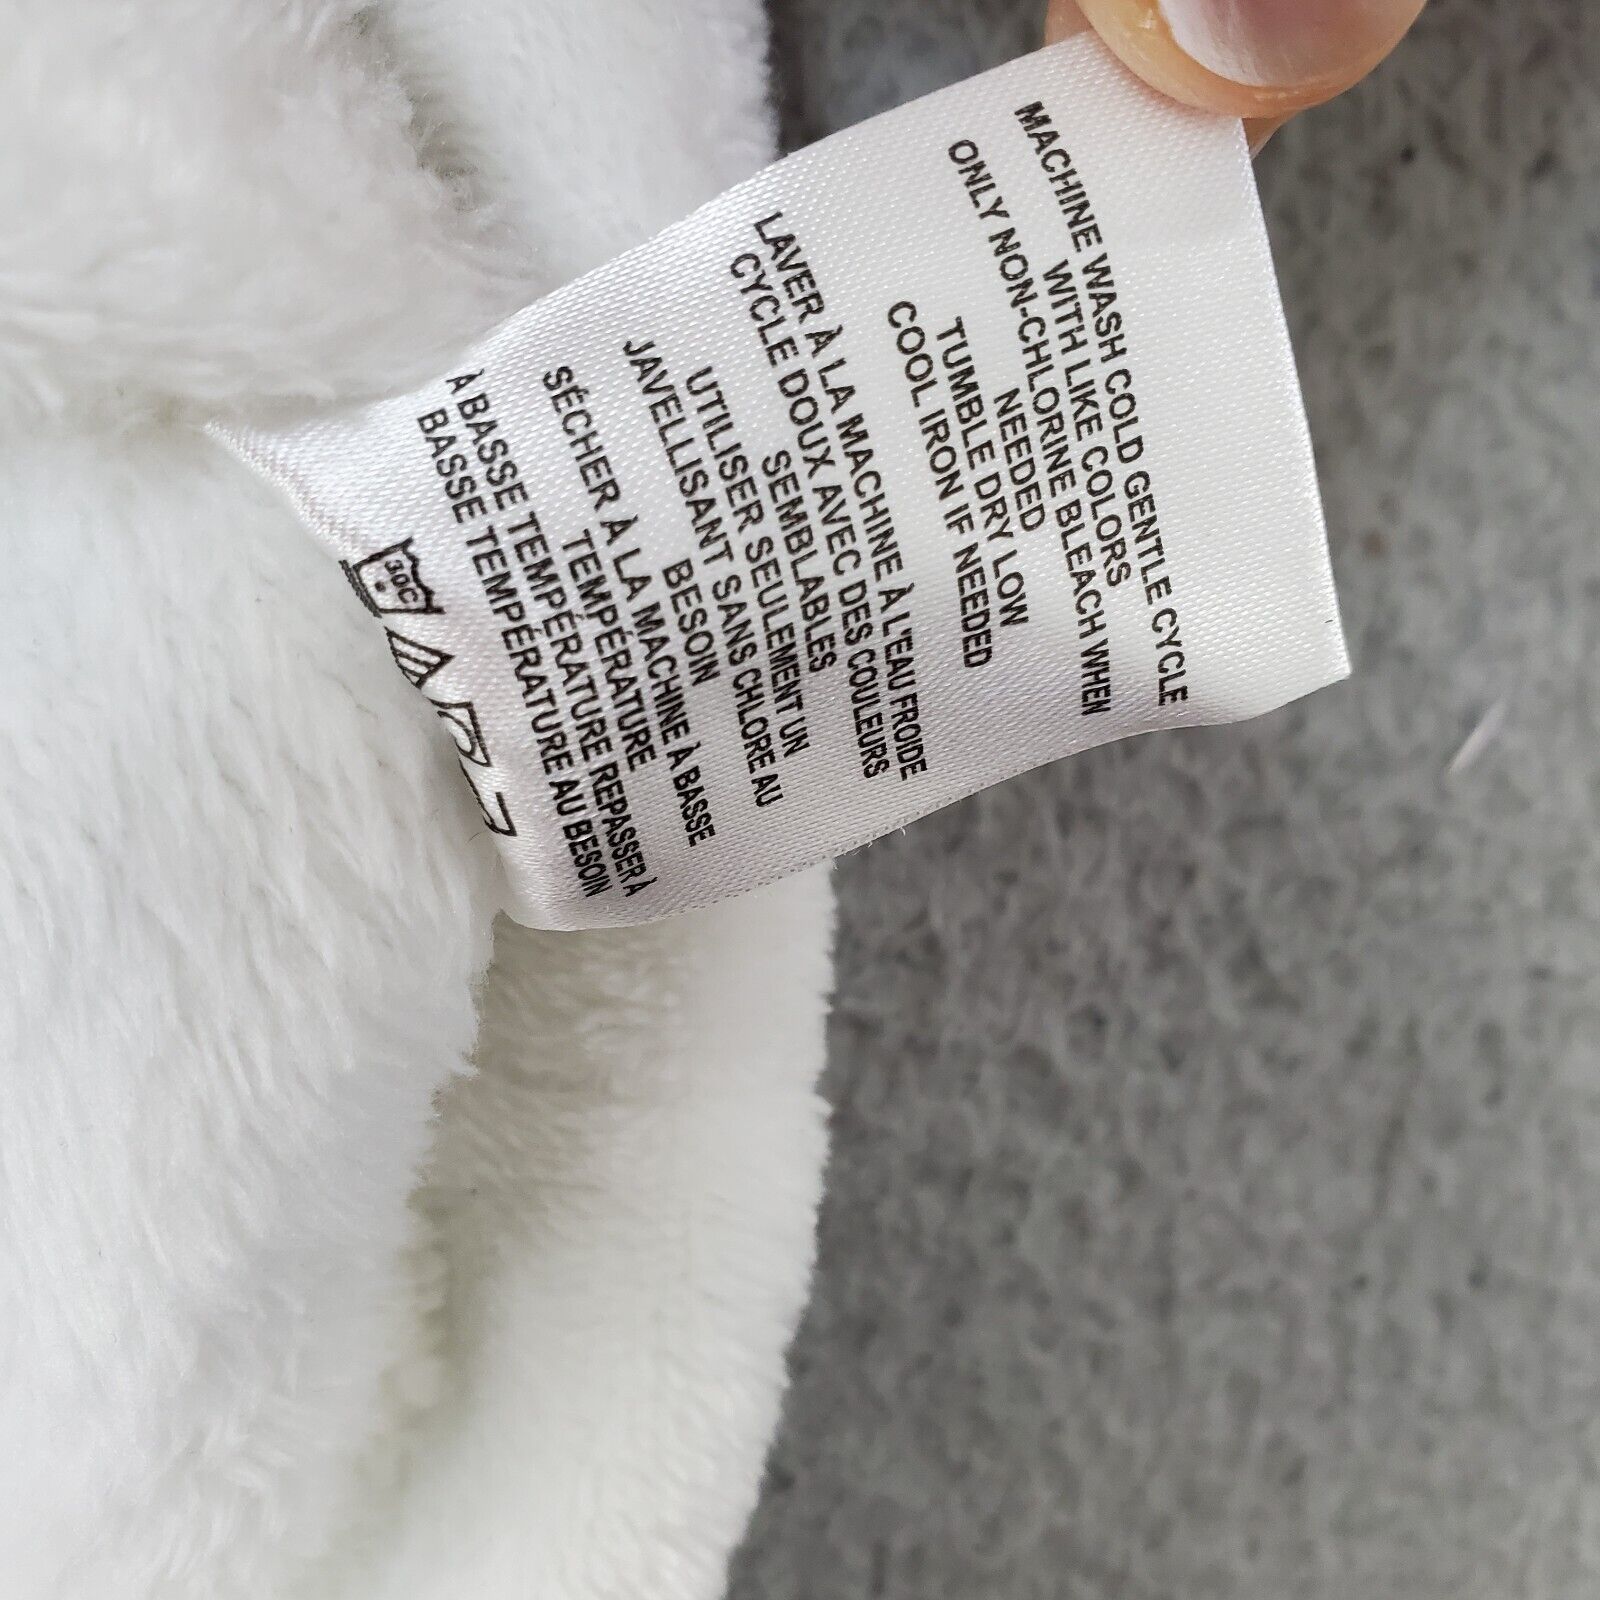 MACHINE WASH COLD GENTLE CYCLE
WITH LIKE COLORS
ONLY NON-CHLORINE BLEACH WHEN
NEEDED
TUMBLE DRY LOW
COOL IRON IF NEEDED
LAVER À LA MACHINE À L'EAU FROIDE
CYCLE DOUX AVEC DES COULEURS
SEMBLABLES
UTILISER SEULEMENT UN
JAVELLISANT SANS CHLORE AU
BESOIN
SÉCHER À LA MACHINE À BASSE
TEMPÉRATURE
À BASSE TEMPÉRATURE REPASSER À
BASSE TEMPÉRATURE AU BESOIN
30C